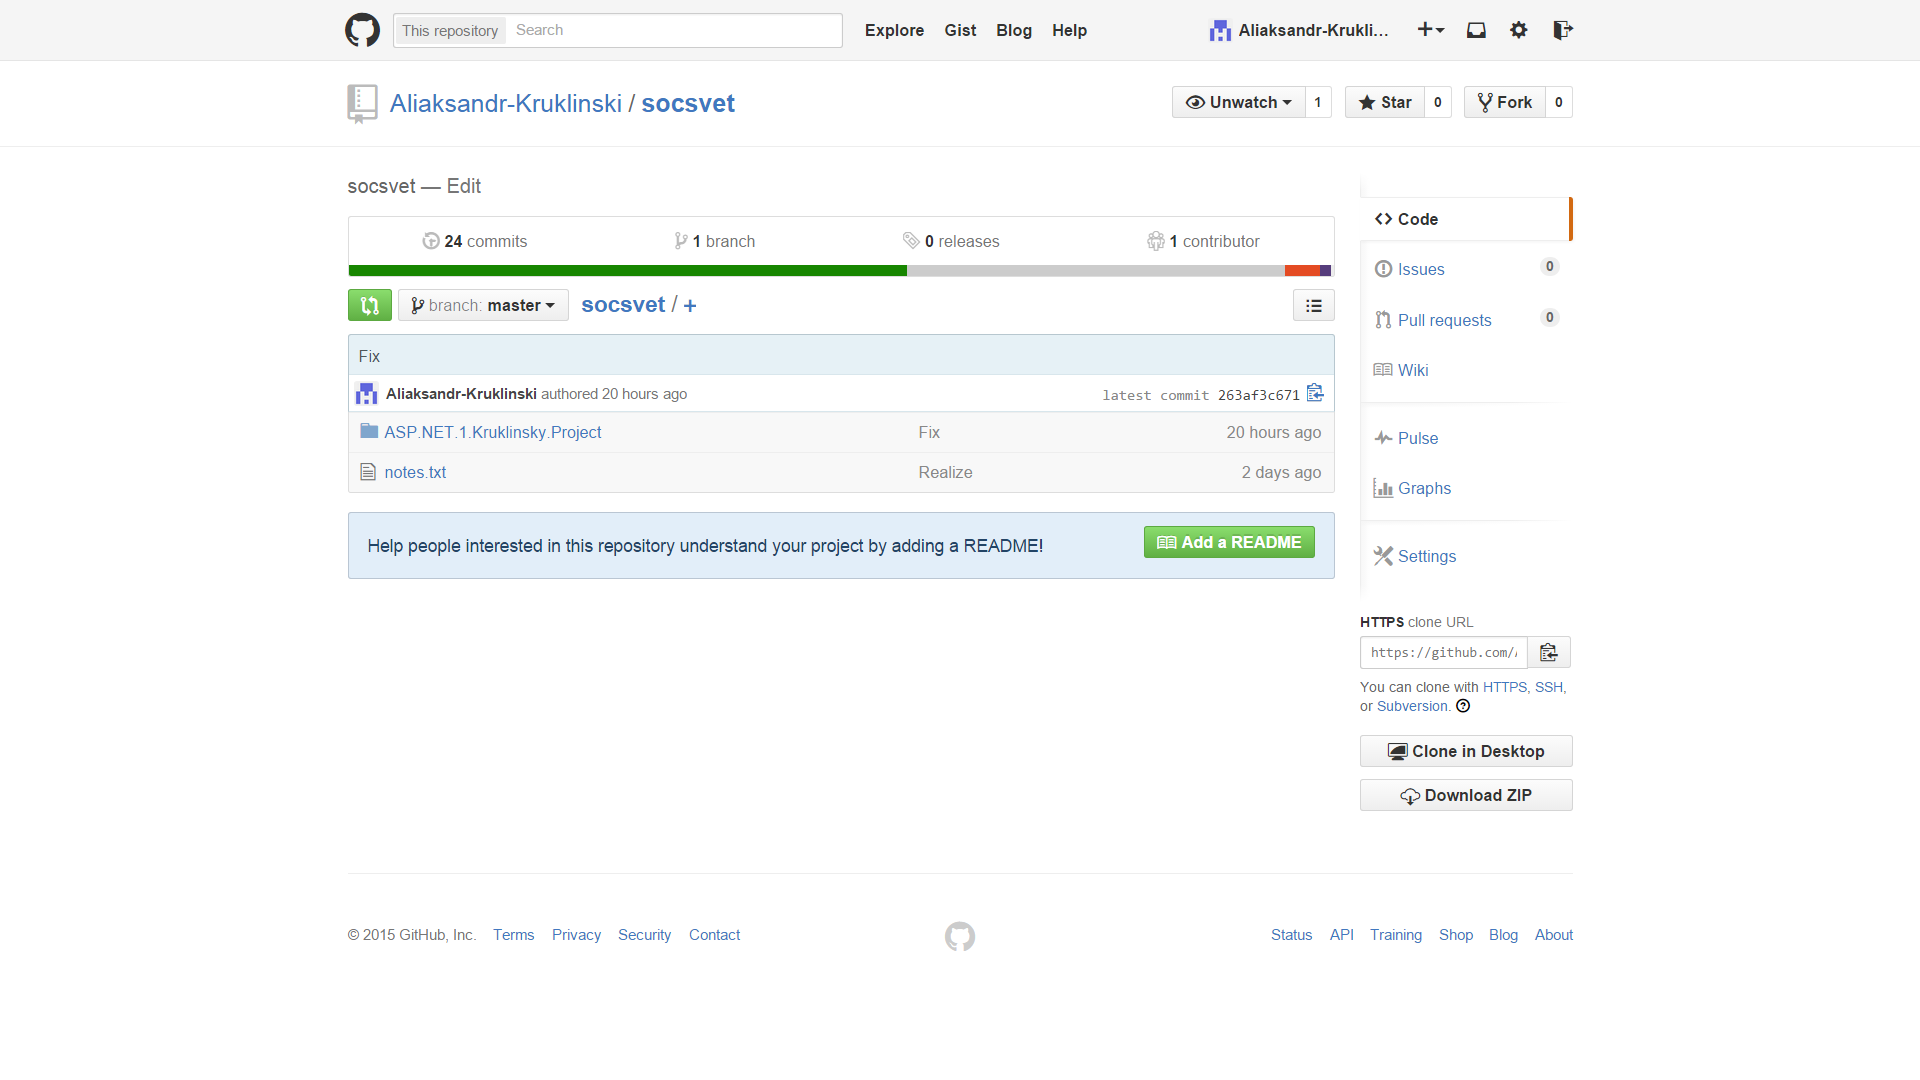 This repository Search Explore Gist Blog Help Aliaksandr-Krukli...
Aliaksandr-Kruklinski / socsvet Unwatch 1 Star 0 Fork 0
socsvet — Edit
24 commits 1 branch 0 releases 1 contributor
branch: master socsvet / +
Fix
Aliaksandr-Kruklinski authored 20 hours ago latest commit 263af3c671
ASP.NET.1.Kruklinsky.Project Fix 20 hours ago
notes.txt Realize 2 days ago
Help people interested in this repository understand your project by adding a README! Add a README
Code
Issues 0
Pull requests 0
Wiki
Pulse
Graphs
Settings
HTTPS clone URL
https://github.com/
You can clone with HTTPS, SSH,
or Subversion.
Clone in Desktop
Download ZIP
© 2015 GitHub, Inc. Terms Privacy Security Contact Status API Training Shop Blog About